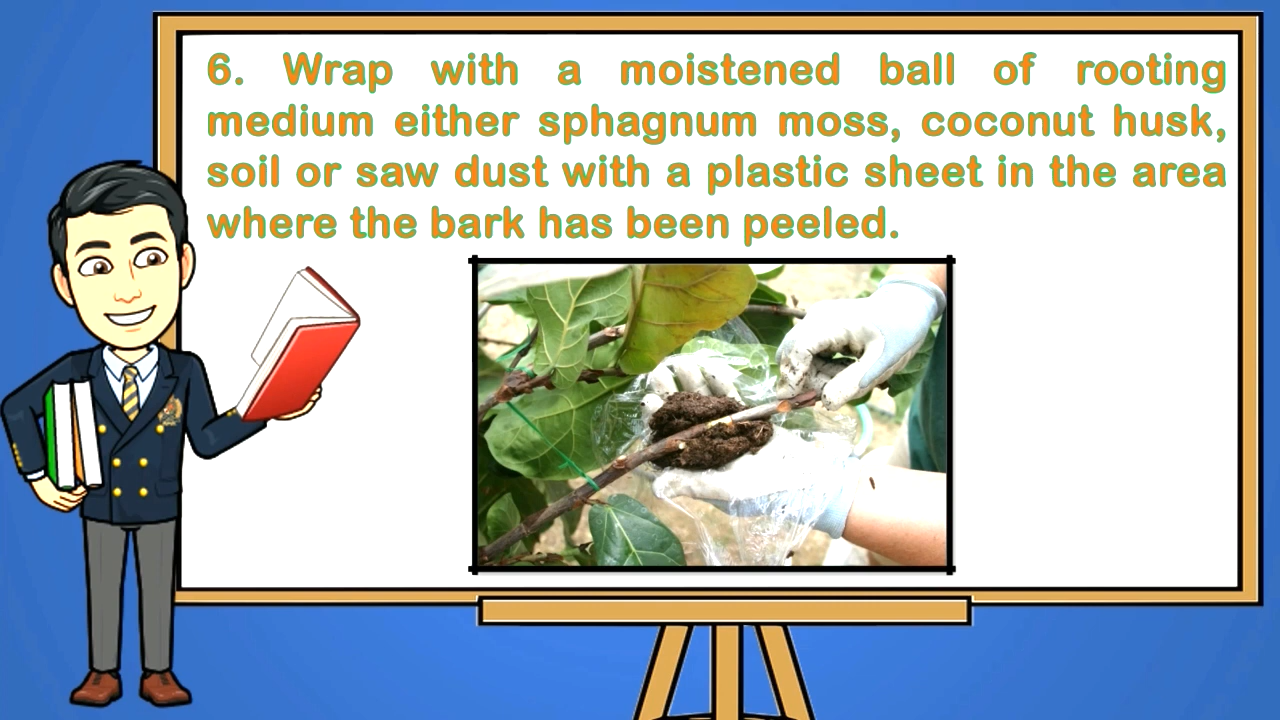 6. Wrap with a moistened ball of rooting
medium either sphagnum moss, coconut husk,
soil or saw dust with a plastic sheet in the area
where the bark has been peeled.